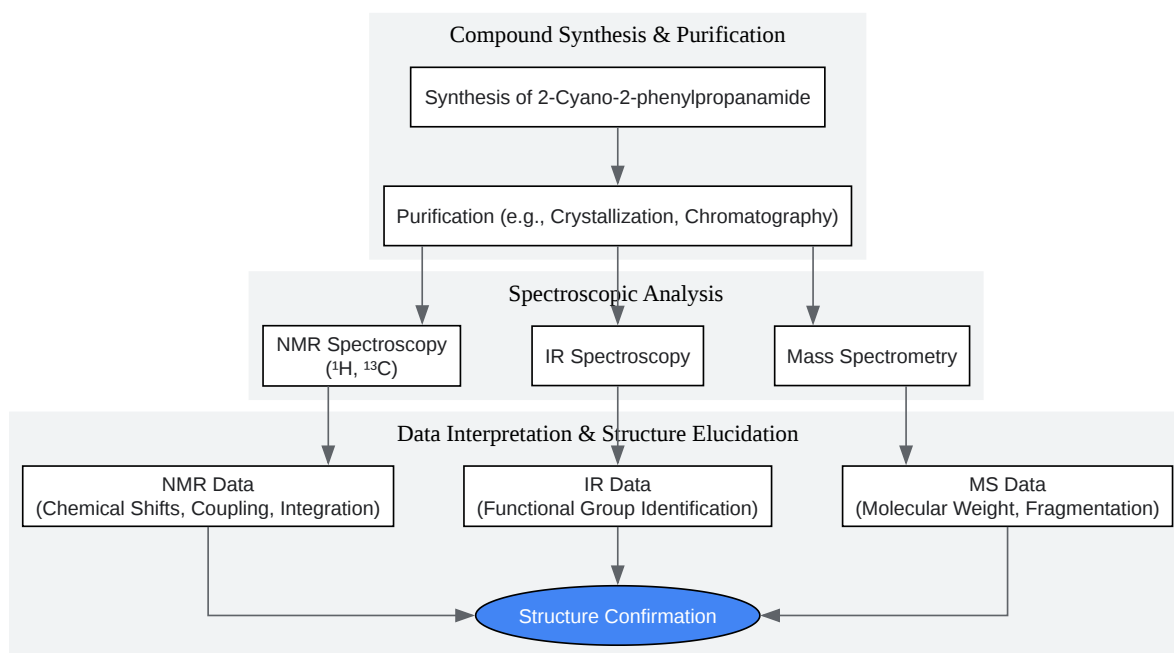 Compound Synthesis & Purification
Synthesis of 2-Cyano-2-phenylpropanamide
Purification (e.g., Crystallization, Chromatography)
Spectroscopic Analysis
NMR Spectroscopy
(¹H, ¹³C)
IR Spectroscopy
Mass Spectrometry
Data Interpretation & Structure Elucidation
NMR Data
(Chemical Shifts, Coupling, Integration)
IR Data
(Functional Group Identification)
MS Data
(Molecular Weight, Fragmentation)
Structure Confirmation